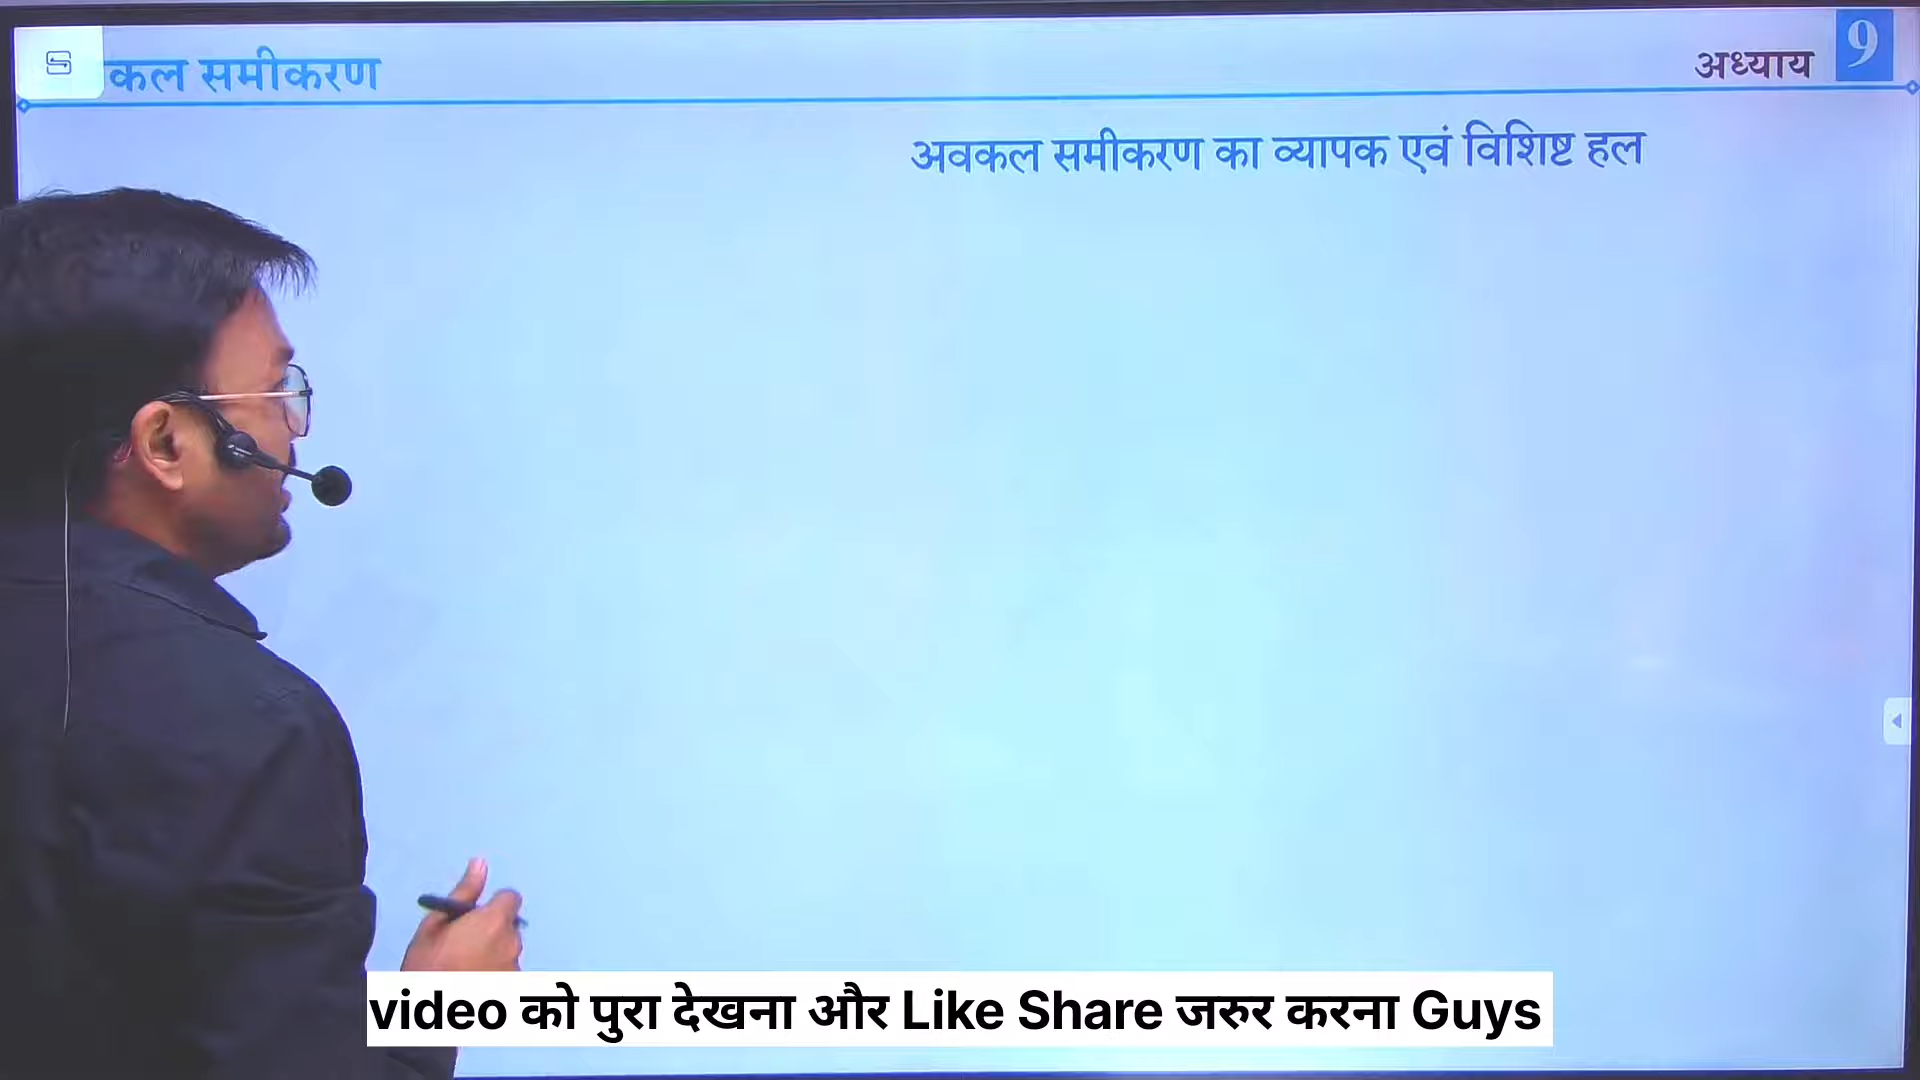 कल समीकरण
अध्याय 9
अवकल समीकरण का व्यापक एवं विशिष्ट हल
video को पुरा देखना और Like Share जरुर करना Guys